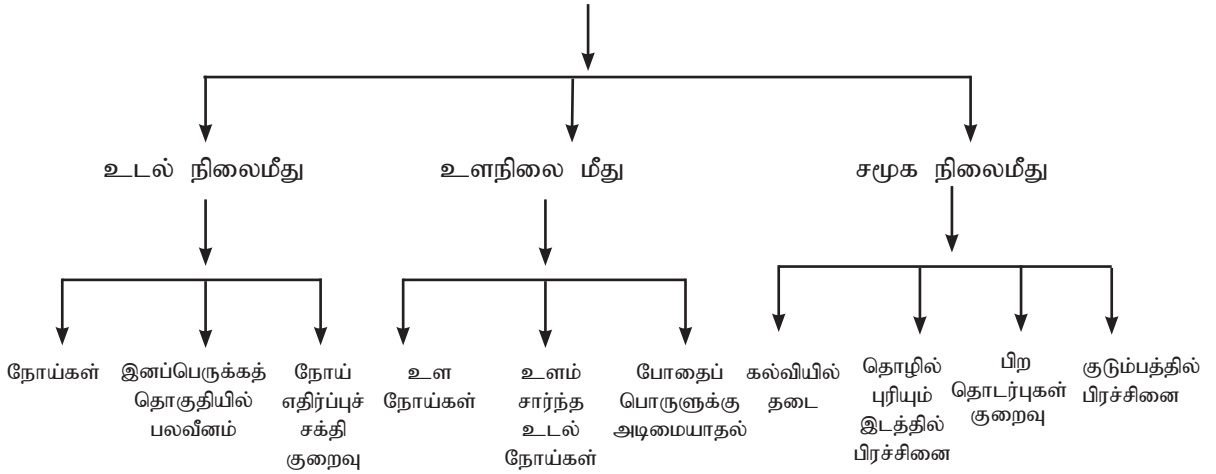 உடல் நிலைமீது
உளநிலை மீது
சமூக நிலைமீது
நோய்கள்
இனப்பெருக்கத்
தொகுதியில்
பலவீனம்
நோய்
எதிர்ப்புச்
சக்தி
குறைவு
உள
நோய்கள்
உளம்
சார்ந்த
உடல்
நோய்கள்
போதைப்
பொருளுக்கு
அடிமையாதல்
கல்வியில்
தடை
தொழில்
புரியும்
இடத்தில்
பிரச்சினை
பிற
தொடர்புகள்
குறைவு
குடும்பத்தில்
பிரச்சினை